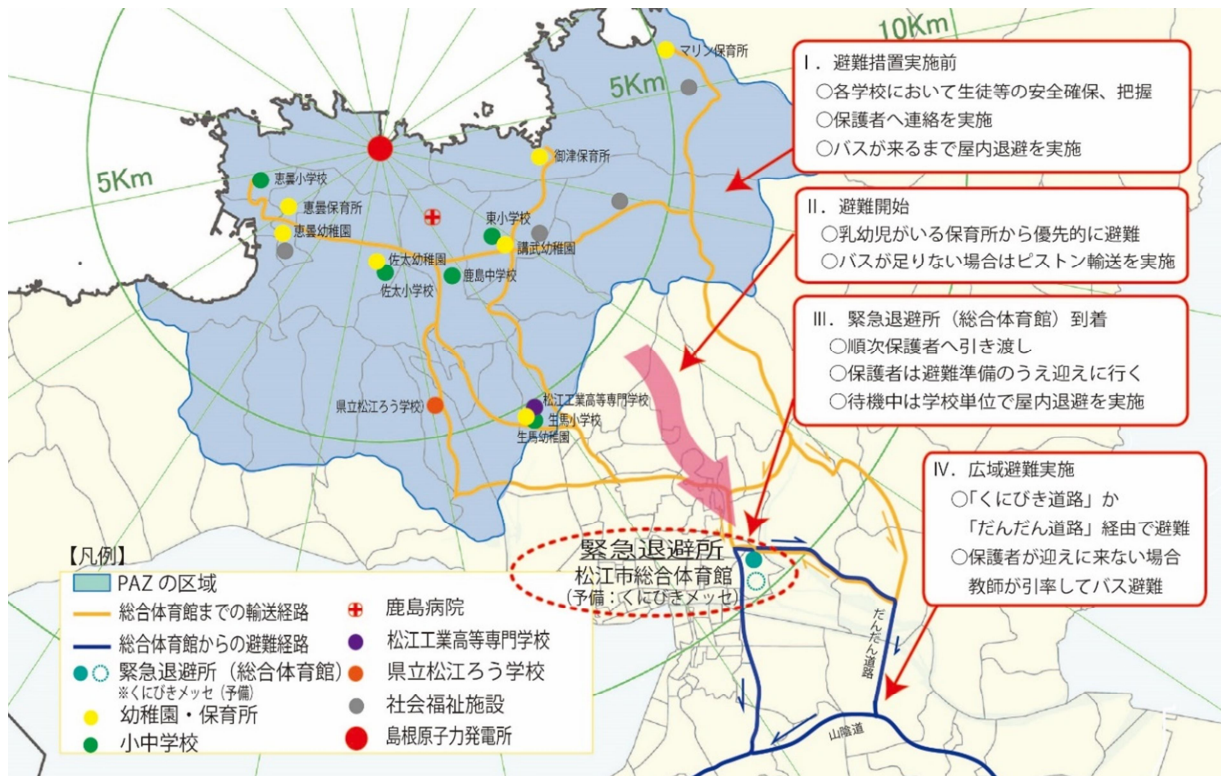 10Km
5Km
5Km
マリン保育所
御津保育所
恵曇小学校
恵曇保育所
恵曇幼稚園
東小学校
講武幼稚園
佐太幼稚園
佐太小学校
鹿島中学校
県立松江ろう学校
松江工業高等専門学校
生馬小学校
生馬幼稚園
Ⅰ．避難措置実施前
○各学校において生徒等の安全確保、把握
○保護者へ連絡を実施
○バスが来るまで屋内退避を実施
Ⅱ．避難開始
○乳幼児がいる保育所から優先的に避難
○バスが足りない場合はピストン輸送を実施
Ⅲ．緊急退避所（総合体育館）到着
○順次保護者へ引き渡し
○保護者は避難準備のうえ迎えに行く
○待機中は学校単位で屋内退避を実施
Ⅳ．広域避難実施
○「くにびき道路」か
「だんだん道路」経由で避難
○保護者が迎えに来ない場合
教師が引率してバス避難
緊急退避所
松江市総合体育館
（予備：くにびきメッセ）
だんだん道路
山陰道
【凡例】
PAZの区域
総合体育館までの輸送経路
総合体育館からの避難経路
緊急退避所（総合体育館）
※くにびきメッセ（予備）
幼稚園・保育所
小中学校
鹿島病院
松江工業高等専門学校
県立松江ろう学校
社会福祉施設
島根原子力発電所